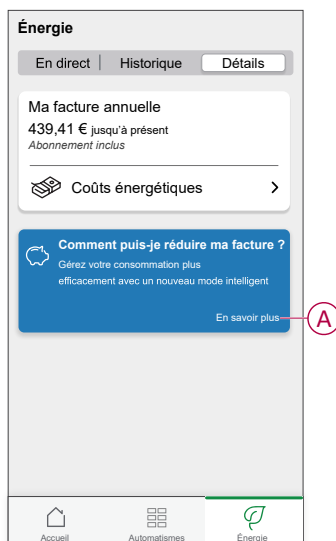 Énergie
En direct
Historique
Détails
Ma facture annuelle
439,41 € jusqu'à présent
Abonnement inclus
Coûts énergétiques
Comment puis-je réduire ma facture ?
Gérez votre consommation plus
efficacement avec un nouveau mode intelligent
En savoir plus
A
Accueil
Automatismes
Énergie